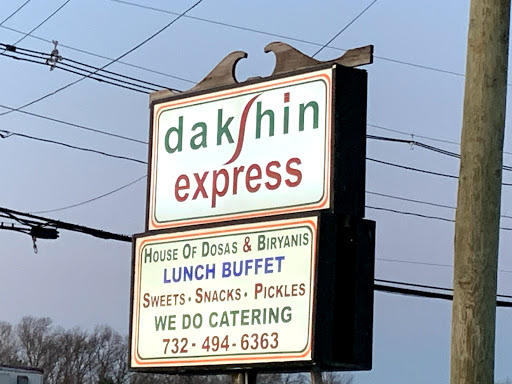 dakshin
express
HOUSE OF DOSAS & BIRYANIS
LUNCH BUFFET
SWEETS · SNACKS · PICKLES
WE DO CATERING
732 - 494 - 6363